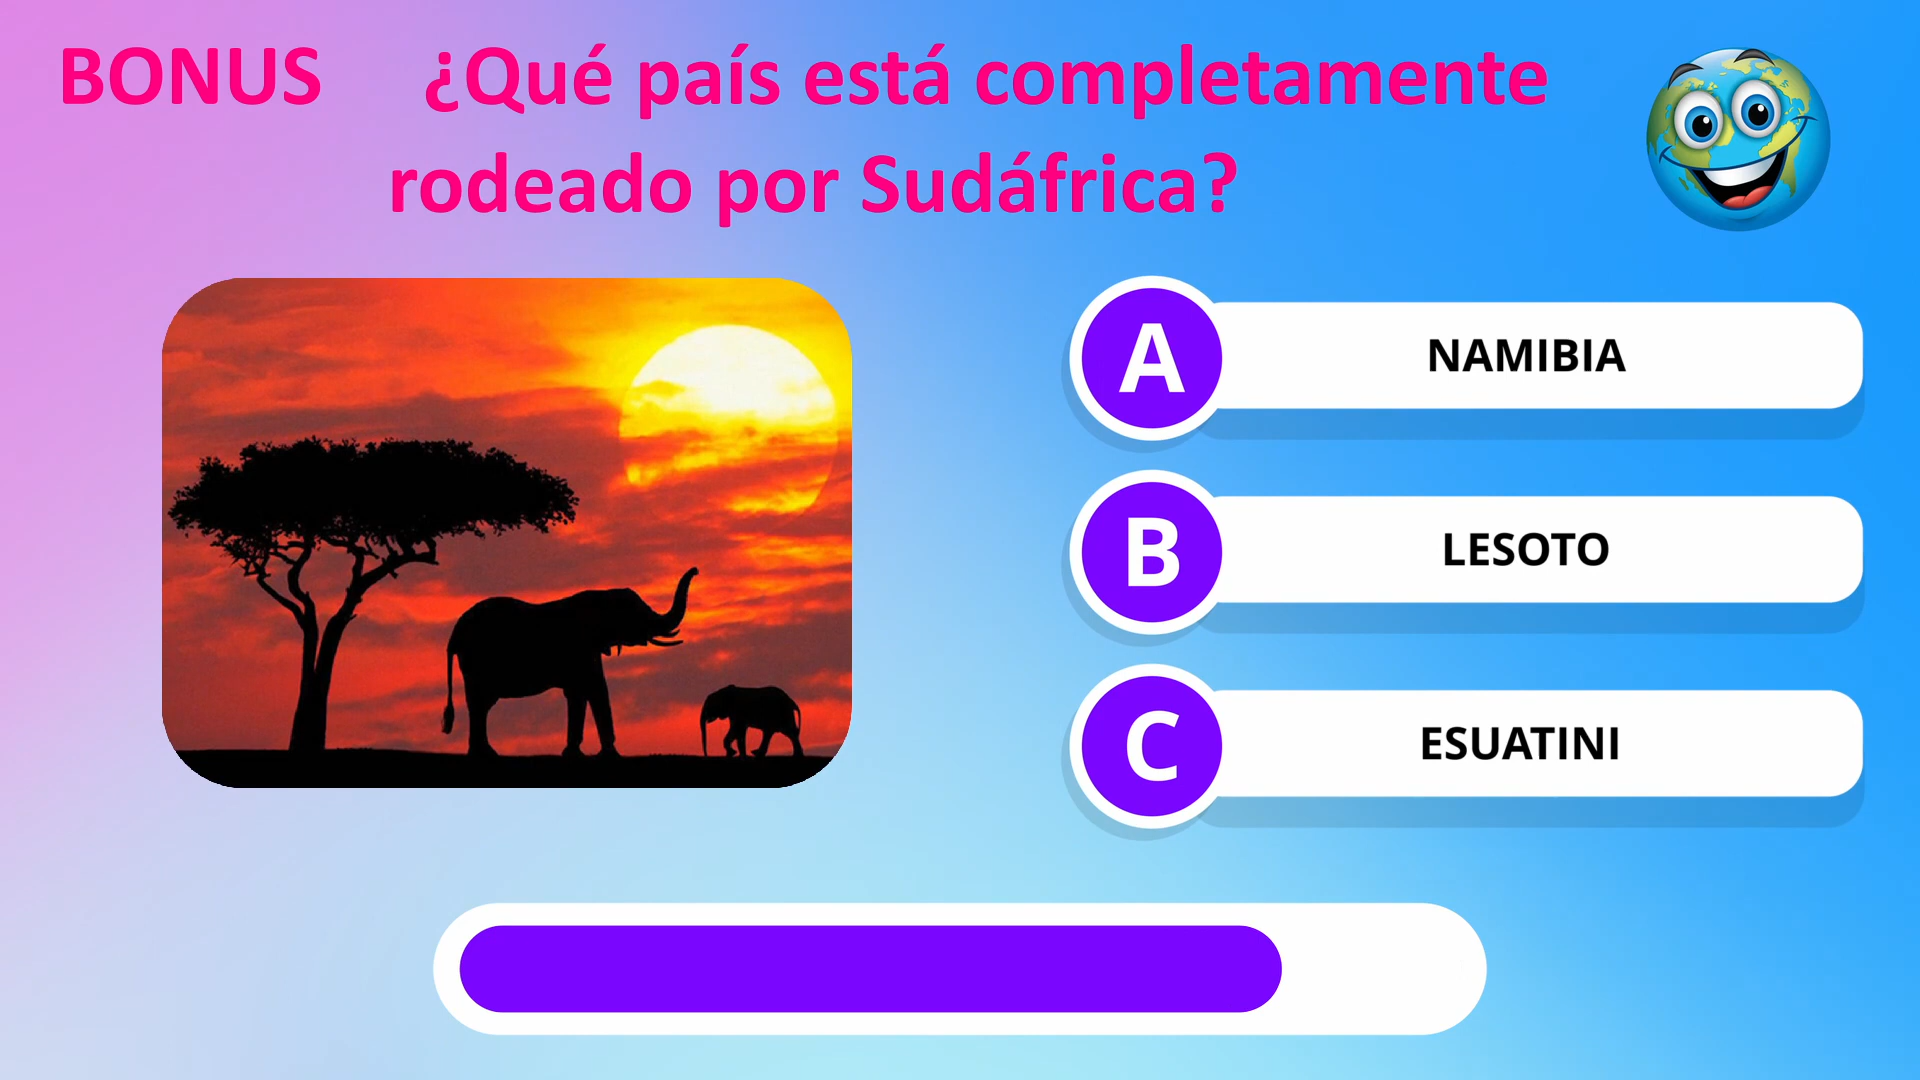 BONUS ¿Qué país está completamente
rodeado por Sudáfrica?
A NAMIBIA
B LESOTO
C ESUATINI